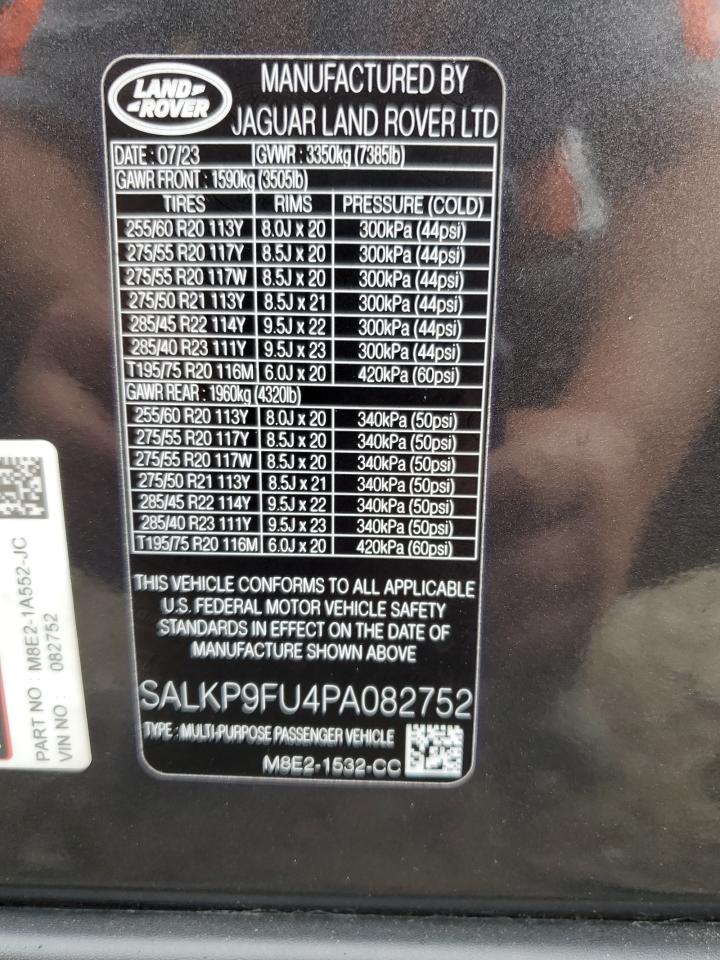 LAND ROVER
MANUFACTURED BY
JAGUAR LAND ROVER LTD
DATE : 07/23 GVWR : 3350kg (7385lb)
GAWR FRONT : 1590kg (3505lb)
TIRES RIMS PRESSURE (COLD)
255/60 R20 113Y 8.0J x 20 300kPa (44psi)
275/55 R20 117Y 8.5J x 20 300kPa (44psi)
275/55 R20 117W 8.5J x 20 300kPa (44psi)
275/50 R21 113Y 8.5J x 21 300kPa (44psi)
285/45 R22 114Y 9.5J x 22 300kPa (44psi)
285/40 R23 111Y 9.5J x 23 300kPa (44psi)
T195/75 R20 116M 6.0J x 20 420kPa (60psi)
GAWR REAR : 1960kg (4320lb)
255/60 R20 113Y 8.0J x 20 340kPa (50psi)
275/55 R20 117Y 8.5J x 20 340kPa (50psi)
275/55 R20 117W 8.5J x 20 340kPa (50psi)
275/50 R21 113Y 8.5J x 21 340kPa (50psi)
285/45 R22 114Y 9.5J x 22 340kPa (50psi)
285/40 R23 111Y 9.5J x 23 340kPa (50psi)
T195/75 R20 116M 6.0J x 20 420kPa (60psi)
THIS VEHICLE CONFORMS TO ALL APPLICABLE
U.S. FEDERAL MOTOR VEHICLE SAFETY
STANDARDS IN EFFECT ON THE DATE OF
MANUFACTURE SHOWN ABOVE
SALKP9FU4PA082752
TYPE : MULTI-PURPOSE PASSENGER VEHICLE
M8E2-1532-CC
PART NO : M8E2-1A552-JC
VIN NO : 082752